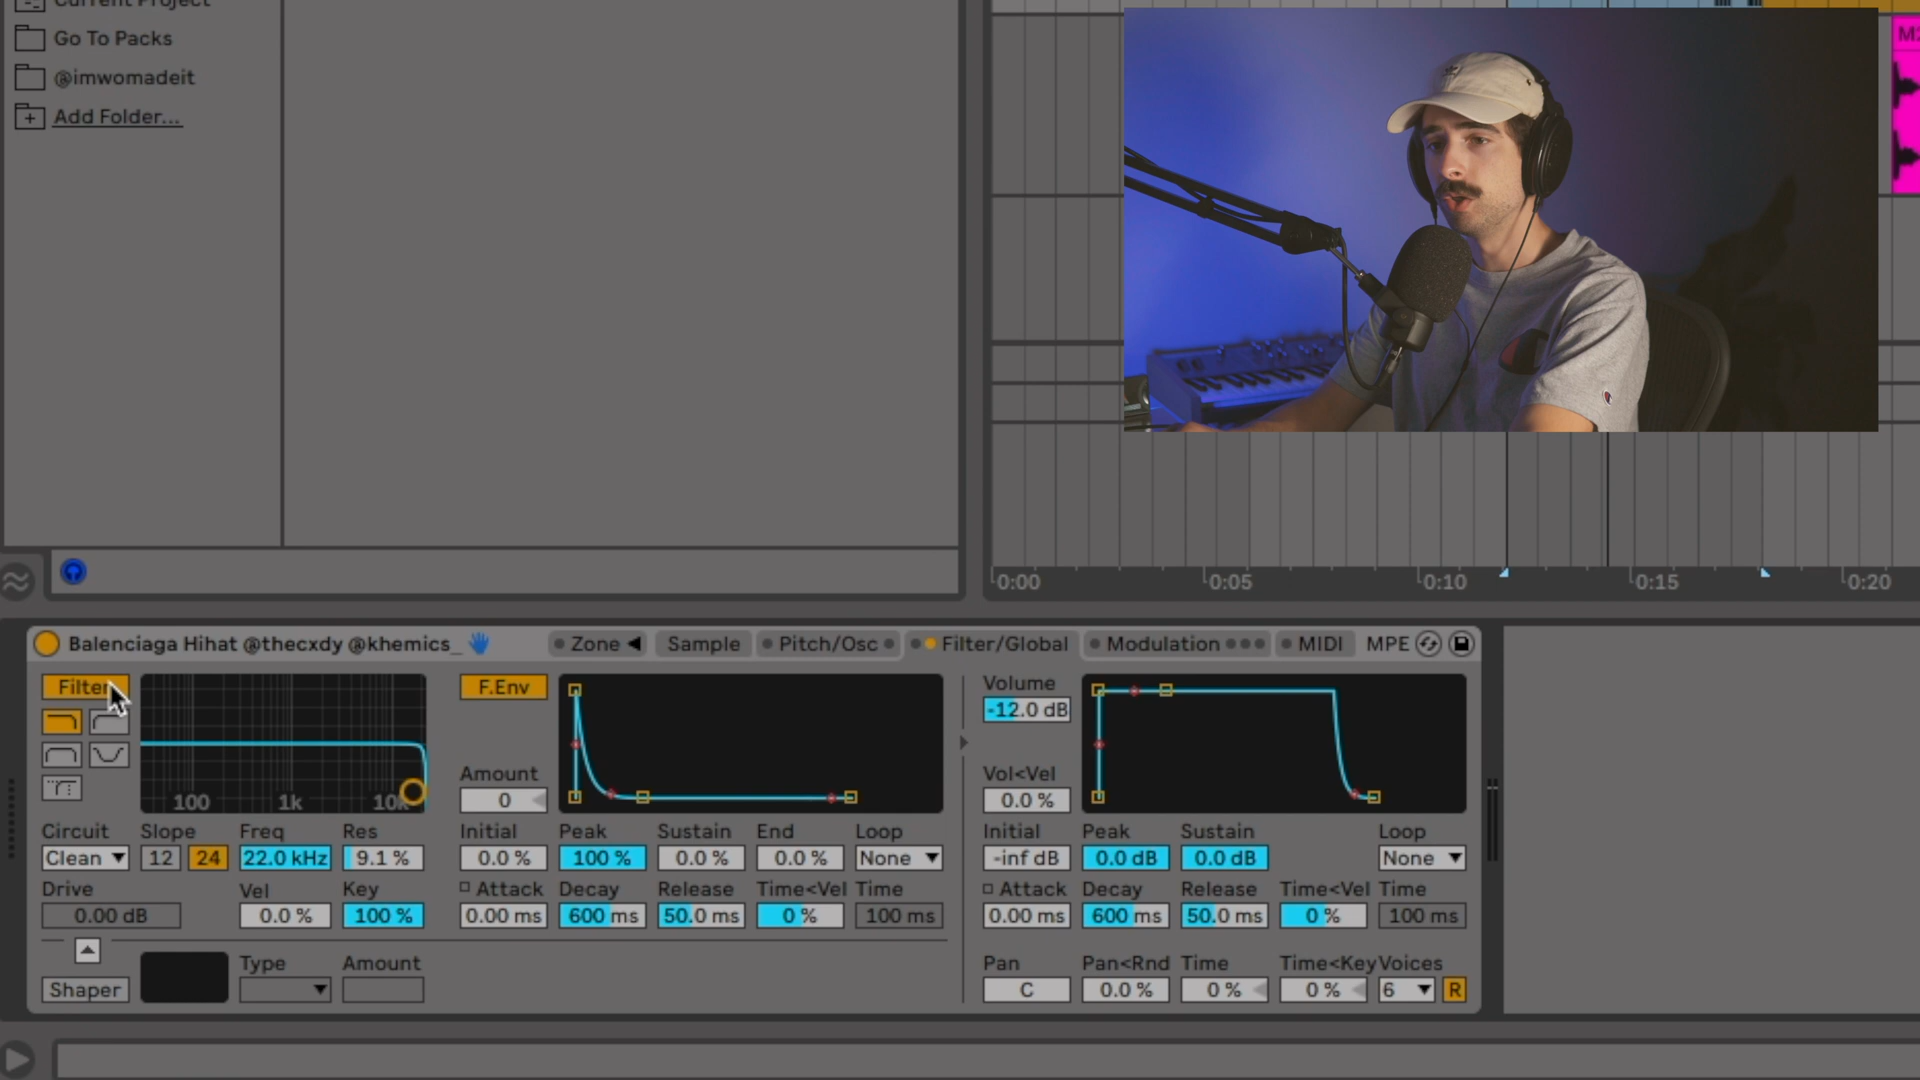 Current Project
Go To Packs
@imwomadeit
Add Folder...
0:00 0:05 0:10 0:15 0:20
Balenciaga Hihat @thecxdy @khemics_
Zone Sample Pitch/Osc Filter/Global Modulation MIDI MPE
Filter
100 1k 10k
F.Env
Amount
0
Volume
-12.0 dB
Vol<Vel
0.0 %
Circuit Slope Freq Res
Clean 12 24 22.0 kHz 9.1 %
Drive Vel Key
0.00 dB 0.0 % 100 %
Initial Peak Sustain End Loop
0.0 % 100 % 0.0 % 0.0 % None
Attack Decay Release Time<Vel Time
0.00 ms 600 ms 50.0 ms 0 % 100 ms
Initial Peak Sustain Loop
-inf dB 0.0 dB 0.0 dB None
Attack Decay Release Time<Vel Time
0.00 ms 600 ms 50.0 ms 0 % 100 ms
Type Amount
Shaper
Pan Pan<Rnd Time Time<Key Voices
C 0.0 % 0 % 0 % 6 R